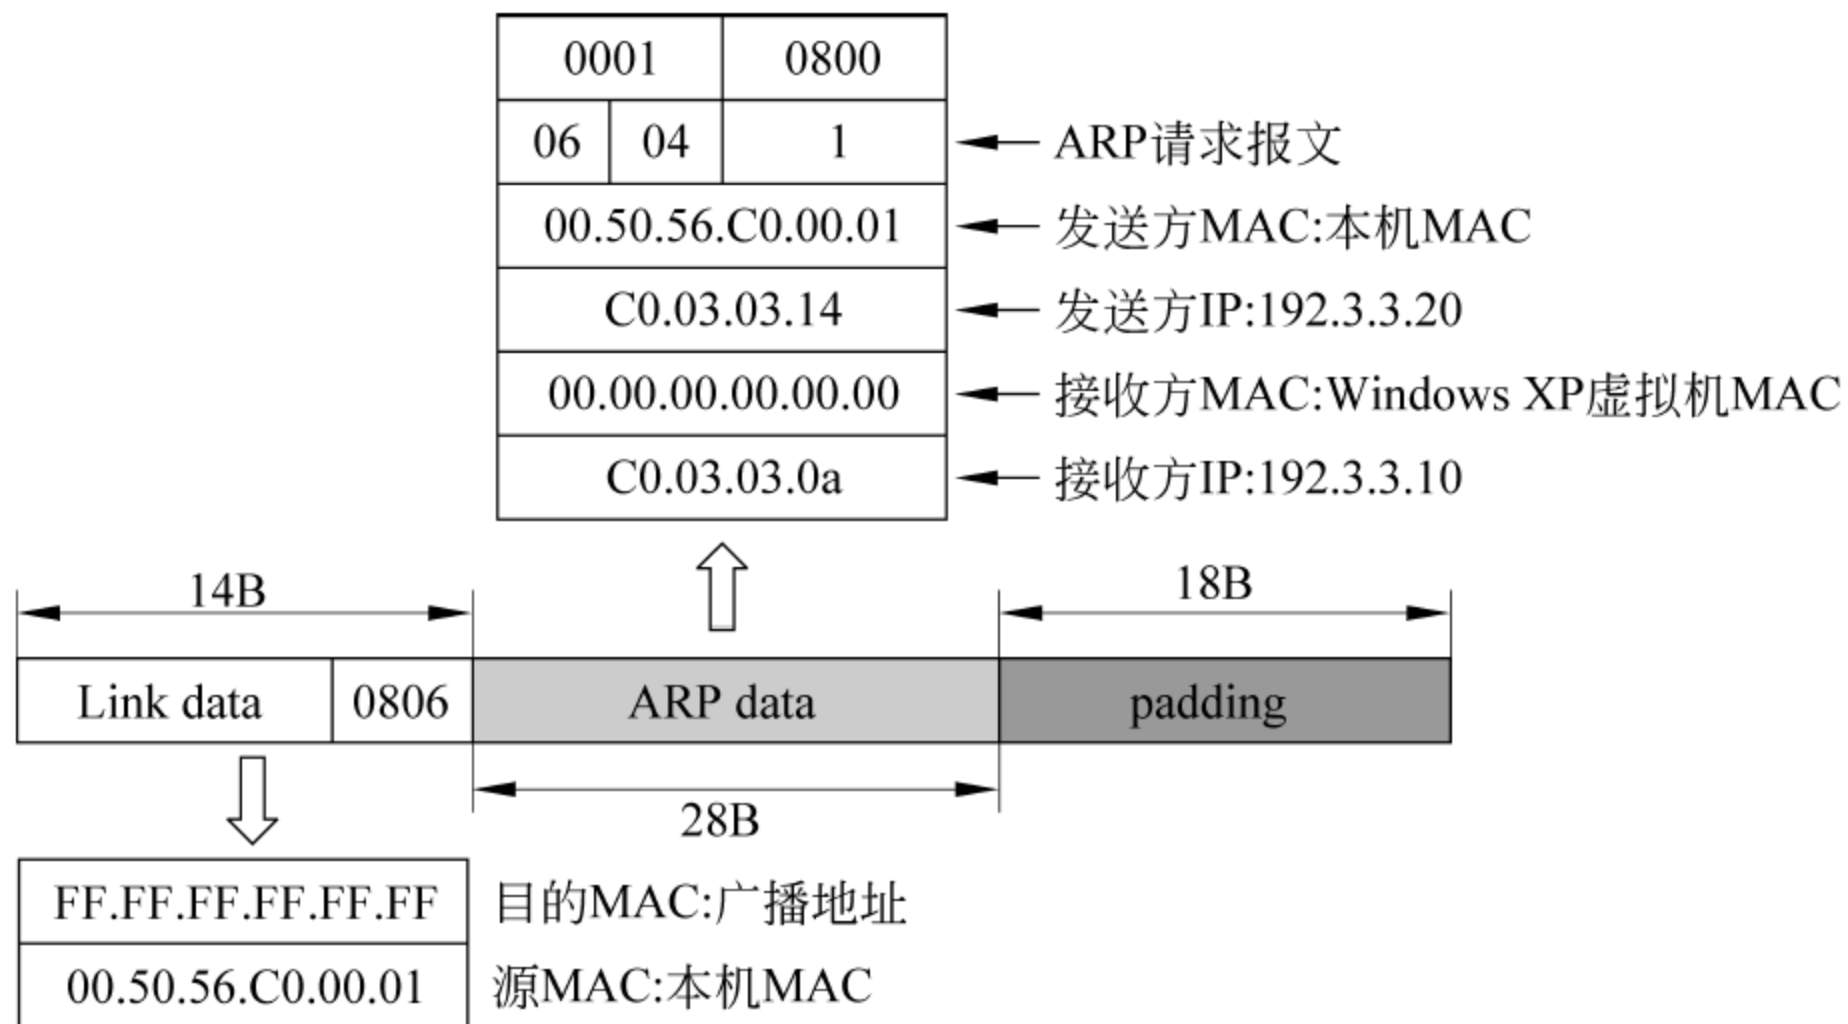 0001 0800
06 04 1 ARP请求报文
00.50.56.C0.00.01 发送方MAC:本机MAC
C0.03.03.14 发送方IP:192.3.3.20
00.00.00.00.00.00 接收方MAC:Windows XP虚拟机MAC
C0.03.03.0a 接收方IP:192.3.3.10
14B 18B
Link data 0806 ARP data padding
28B
FF.FF.FF.FF.FF.FF 目的MAC:广播地址
00.50.56.C0.00.01 源MAC:本机MAC